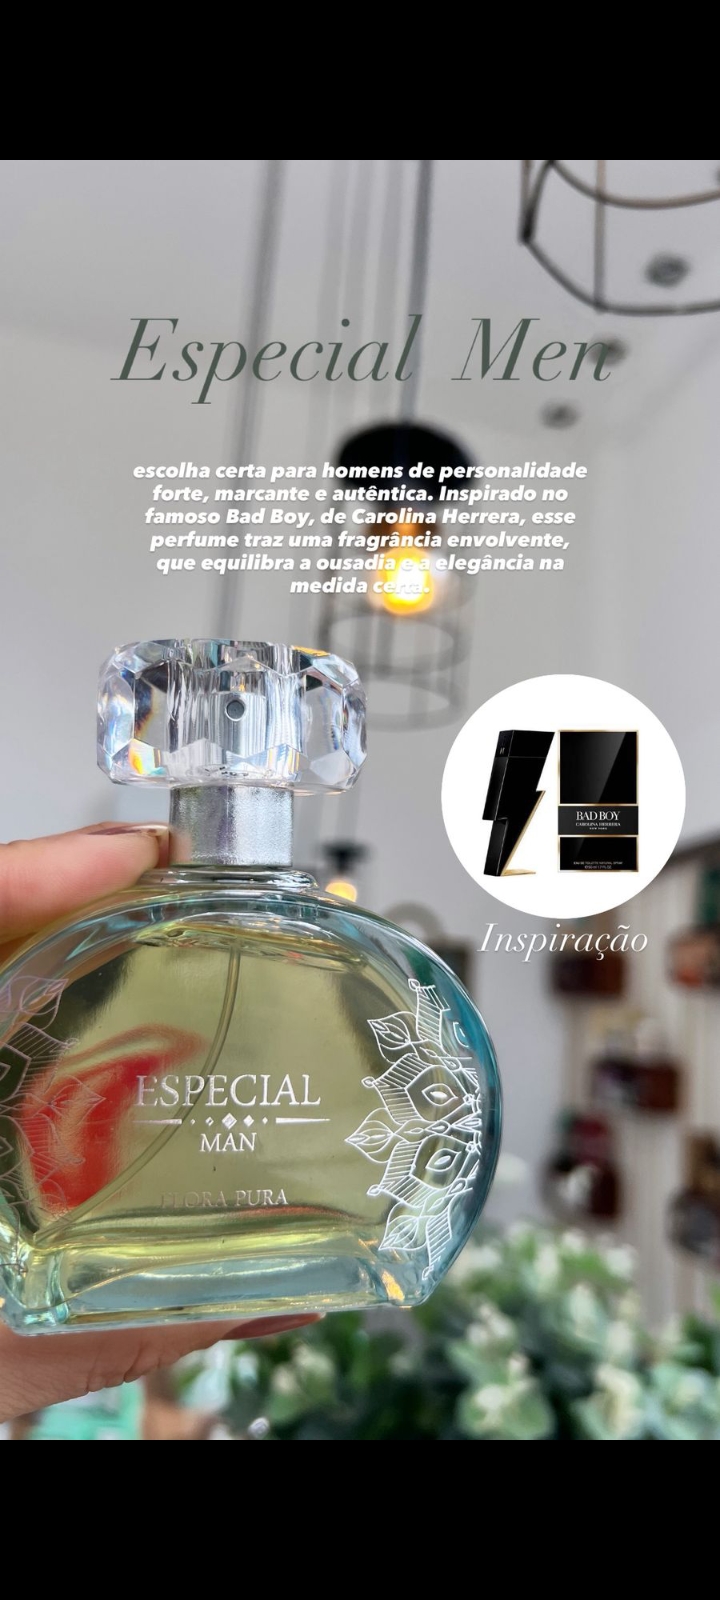 Especial Men
escolha certa para homens de personalidade
forte, marcante e autêntica. Inspirado no
famoso Bad Boy, de Carolina Herrera, esse
perfume traz uma fragrância envolvente,
que equilibra a ousadia e a elegância na
medida certa.
BAD BOY
CAROLINA HERRERA
NEW YORK
Inspiração
ESPECIAL
MAN
FLORA PURA